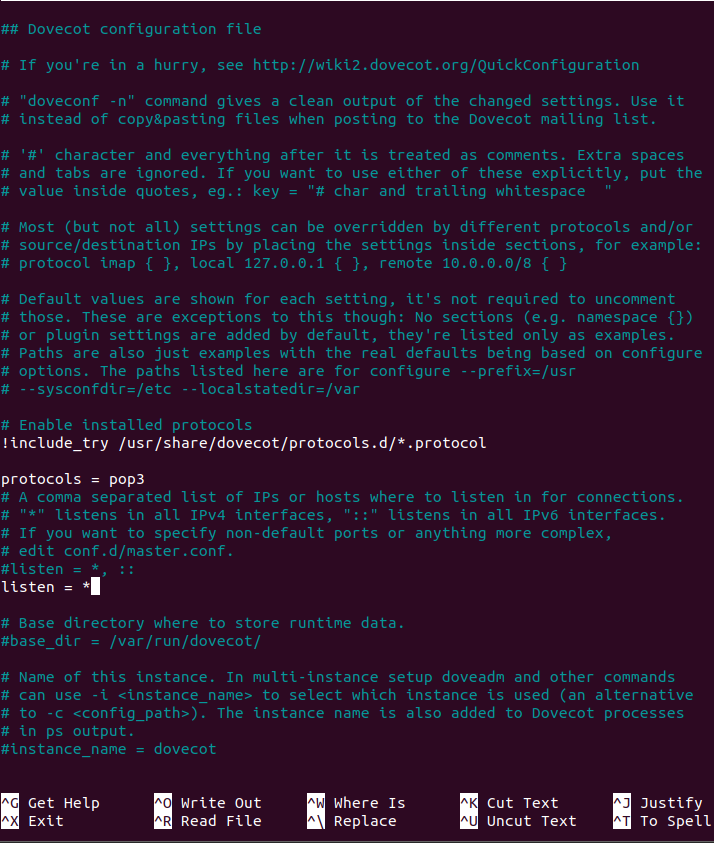 ## Dovecot configuration file
# If you're in a hurry, see http://wiki2.dovecot.org/QuickConfiguration
# "doveconf -n" command gives a clean output of the changed settings. Use it
# instead of copy&pasting files when posting to the Dovecot mailing list.
# '#' character and everything after it is treated as comments. Extra spaces
# and tabs are ignored. If you want to use either of these explicitly, put the
# value inside quotes, eg.: key = "# char and trailing whitespace  "
# Most (but not all) settings can be overridden by different protocols and/or
# source/destination IPs by placing the settings inside sections, for example:
# protocol imap { }, local 127.0.0.1 { }, remote 10.0.0.0/8 { }
# Default values are shown for each setting, it's not required to uncomment
# those. These are exceptions to this though: No sections (e.g. namespace {})
# or plugin settings are added by default, they're listed only as examples.
# Paths are also just examples with the real defaults being based on configure
# options. The paths listed here are for configure --prefix=/usr
# --sysconfdir=/etc --localstatedir=/var
# Enable installed protocols
!include_try /usr/share/dovecot/protocols.d/*.protocol
protocols = pop3
# A comma separated list of IPs or hosts where to listen in for connections.
# "*" listens in all IPv4 interfaces, "::" listens in all IPv6 interfaces.
# If you want to specify non-default ports or anything more complex,
# edit conf.d/master.conf.
#listen = *, ::
listen = *
# Base directory where to store runtime data.
#base_dir = /var/run/dovecot/
# Name of this instance. In multi-instance setup doveadm and other commands
# can use -i <instance_name> to select which instance is used (an alternative
# to -c <config_path>). The instance name is also added to Dovecot processes
# in ps output.
#instance_name = dovecot
^G Get Help ^O Write Out ^W Where Is ^K Cut Text ^J Justify
^X Exit ^R Read File ^\ Replace ^U Uncut Text ^T To Spell